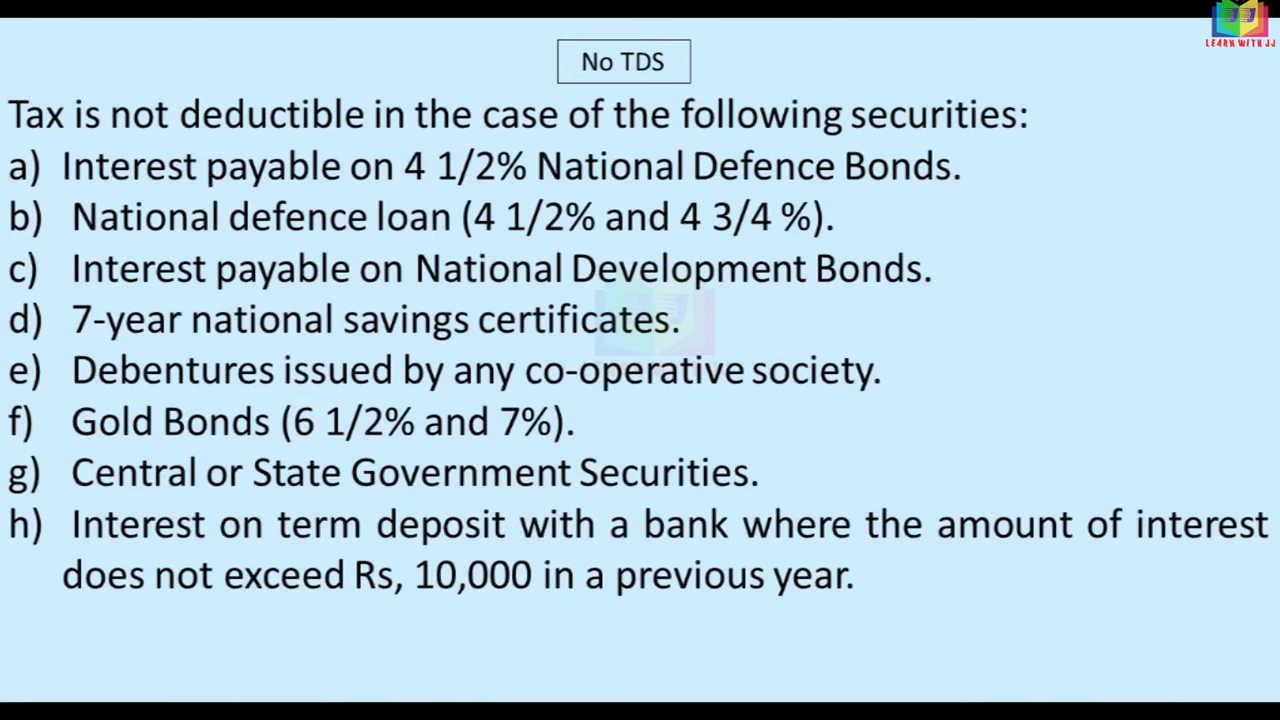 LEARN WITH JJ
No TDS
Tax is not deductible in the case of the following securities:
a) Interest payable on 4 1/2% National Defence Bonds.
b) National defence loan (4 1/2% and 4 3/4 %).
c) Interest payable on National Development Bonds.
d) 7-year national savings certificates.
e) Debentures issued by any co-operative society.
f) Gold Bonds (6 1/2% and 7%).
g) Central or State Government Securities.
h) Interest on term deposit with a bank where the amount of interest
does not exceed Rs, 10,000 in a previous year.